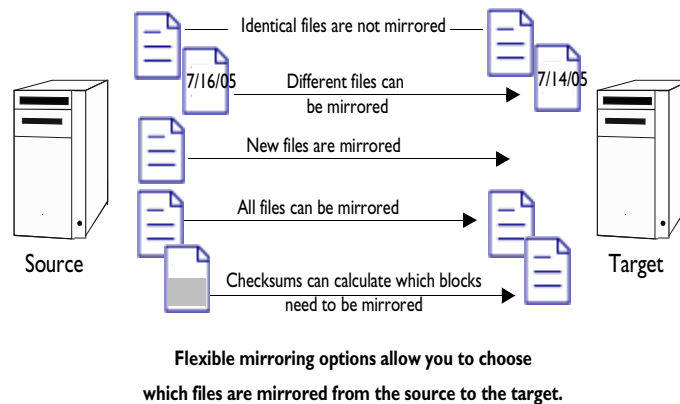 Identical files are not mirrored
7/16/05
7/14/05
Different files can
be mirrored
New files are mirrored
All files can be mirrored
Source
Target
Checksums can calculate which blocks
need to be mirrored
Flexible mirroring options allow you to choose
which files are mirrored from the source to the target.